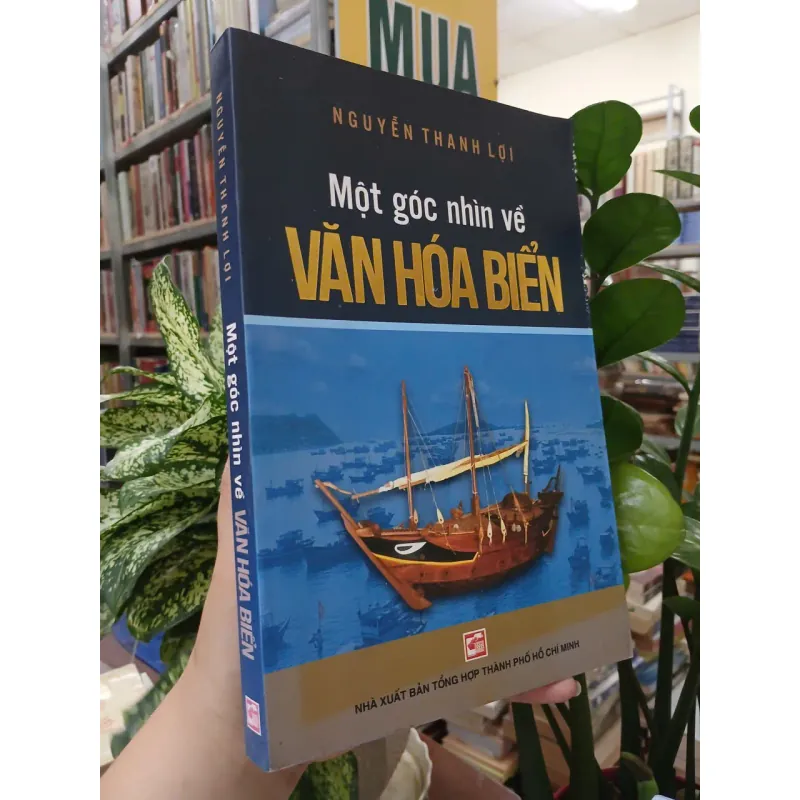 MUA
NGUYỄN THANH LỢI
Một góc nhìn về
VĂN HÓA BIỂN
NHÀ XUẤT BẢN TỔNG HỢP THÀNH PHỐ HỒ CHÍ MINH
NGUYỄN THANH LỢI
Một góc nhìn về VĂN HÓA BIỂN